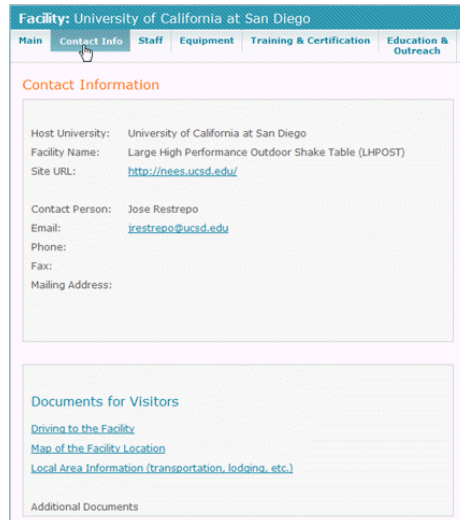 Facility: University of California at San Diego
Main Contact Info Staff Equipment Training & Certification Education & Outreach
Contact Information
Host University: University of California at San Diego
Facility Name: Large High Performance Outdoor Shake Table (LHPOST)
Site URL: http://nees.ucsd.edu/
Contact Person: Jose Restrepo
Email: jrestrepo@ucsd.edu
Phone:
Fax:
Mailing Address:
Documents for Visitors
Driving to the Facility
Map of the Facility Location
Local Area Information (transportation, lodging, etc.)
Additional Documents